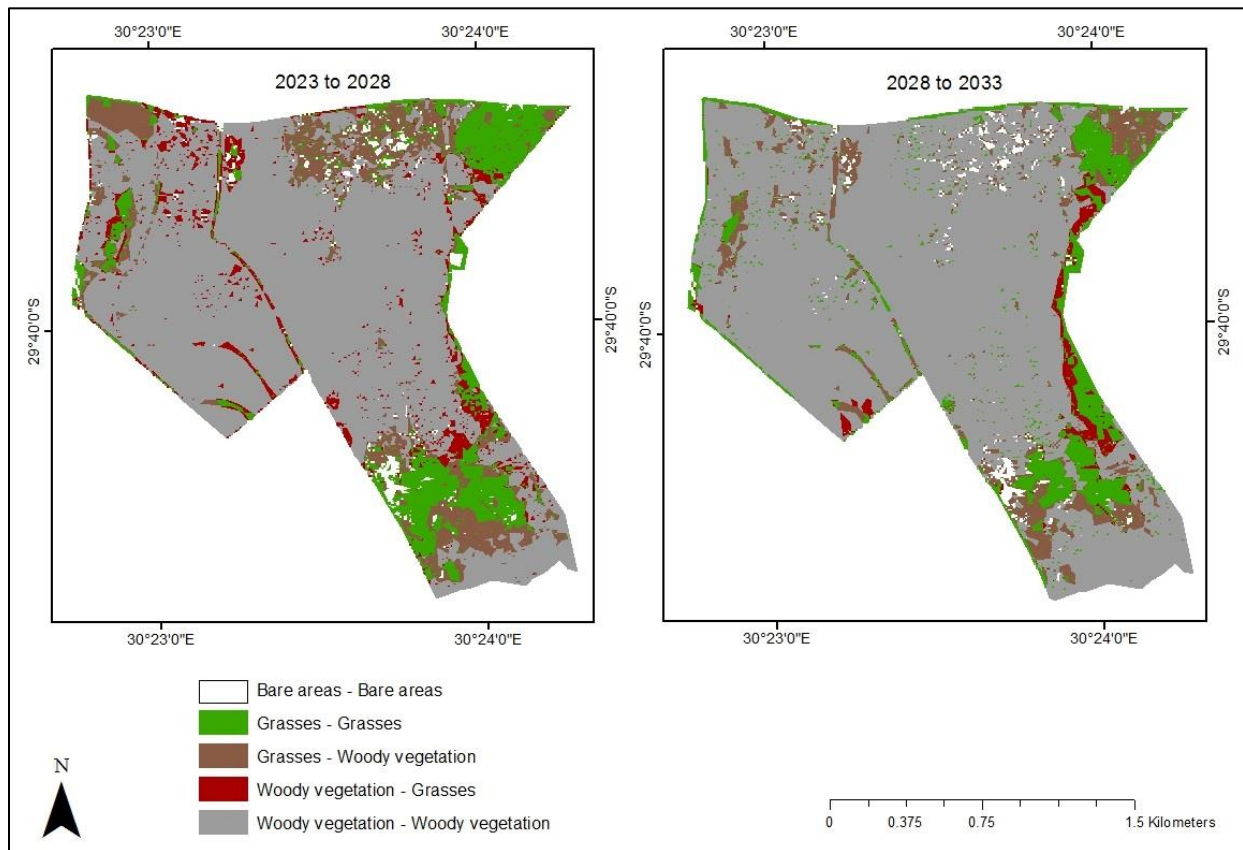 30°23'0"E 30°24'0"E 30°23'0"E 30°24'0"E
2023 to 2028 2028 to 2033
29°40'0"S 29°40'0"S 29°40'0"S 29°40'0"S
30°23'0"E 30°24'0"E 30°23'0"E 30°24'0"E
Bare areas - Bare areas
Grasses - Grasses
Grasses - Woody vegetation
Woody vegetation - Grasses
Woody vegetation - Woody vegetation
N
0 0.375 0.75 1.5 Kilometers